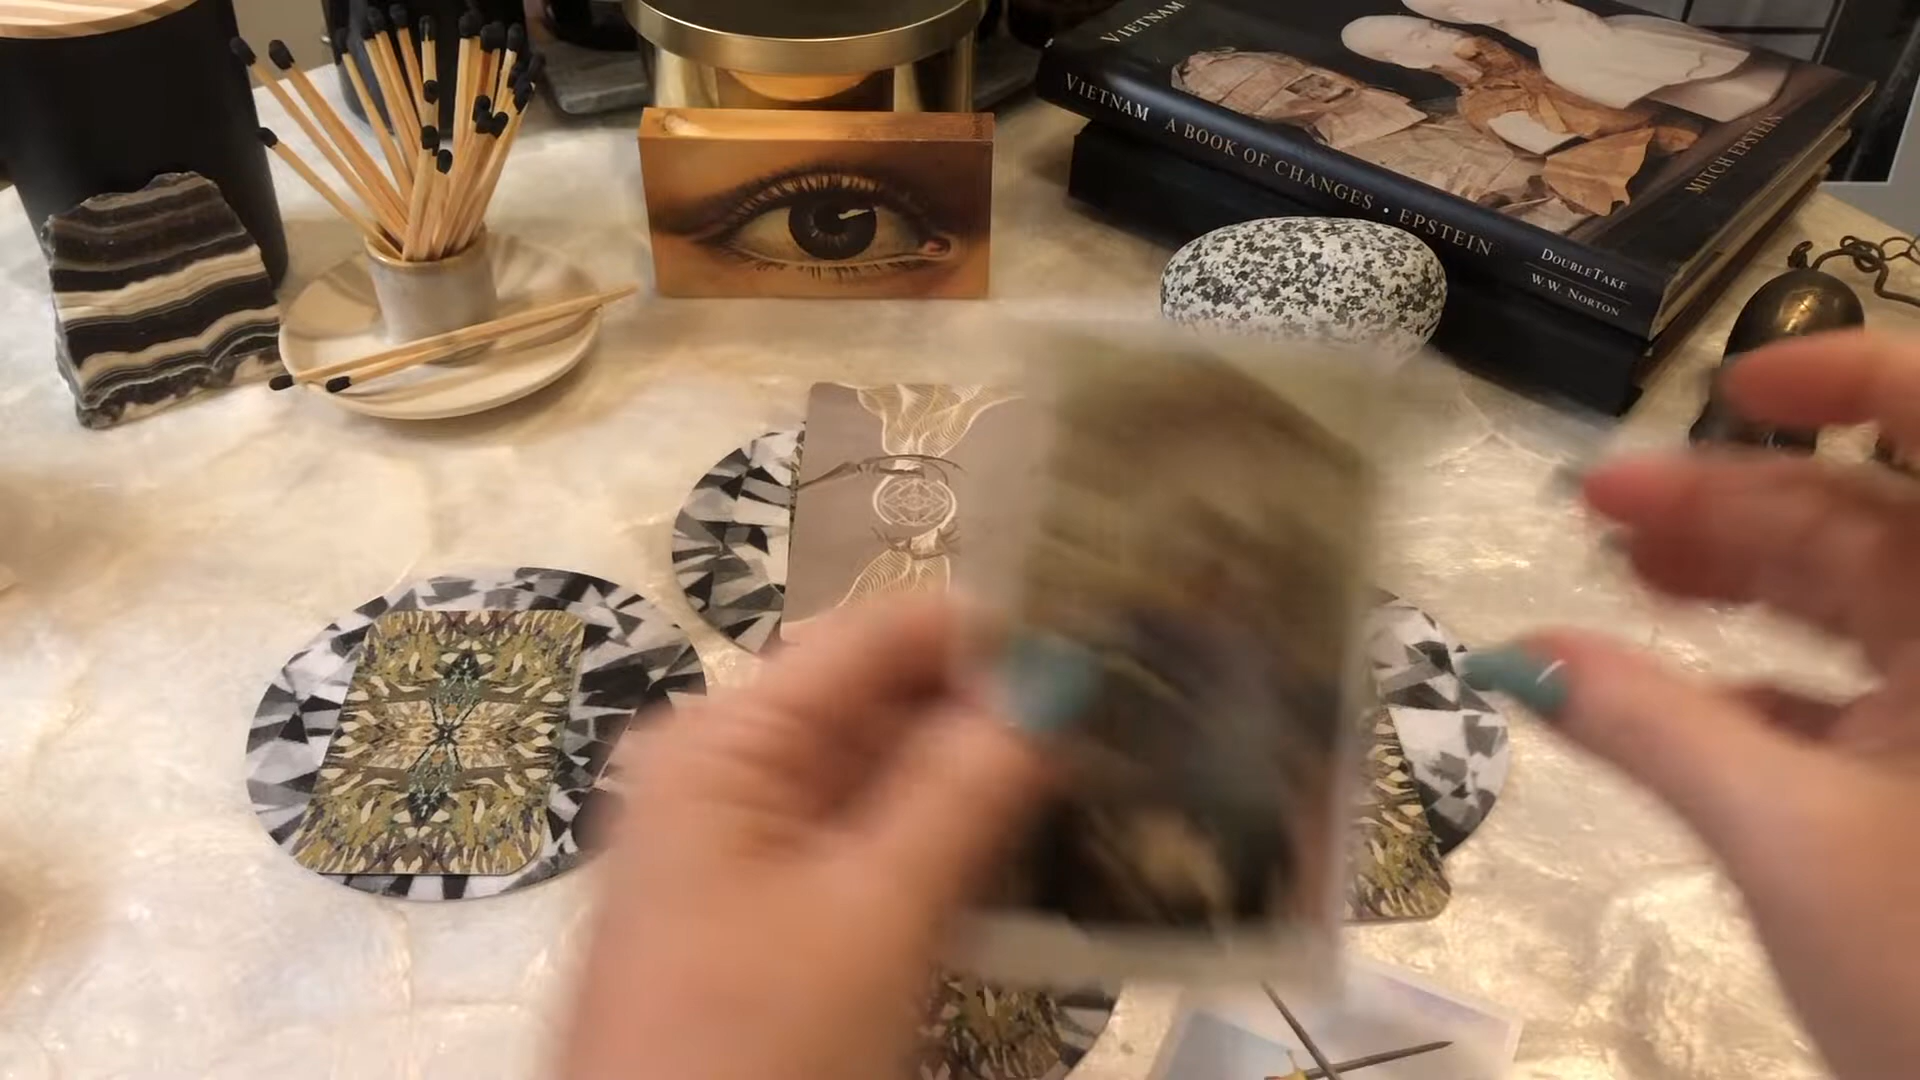 VIETNAM
VIETNAM A BOOK OF CHANGES • EPSTEIN
MITCH EPSTEIN
DOUBLETAKE
W.W. NORTON